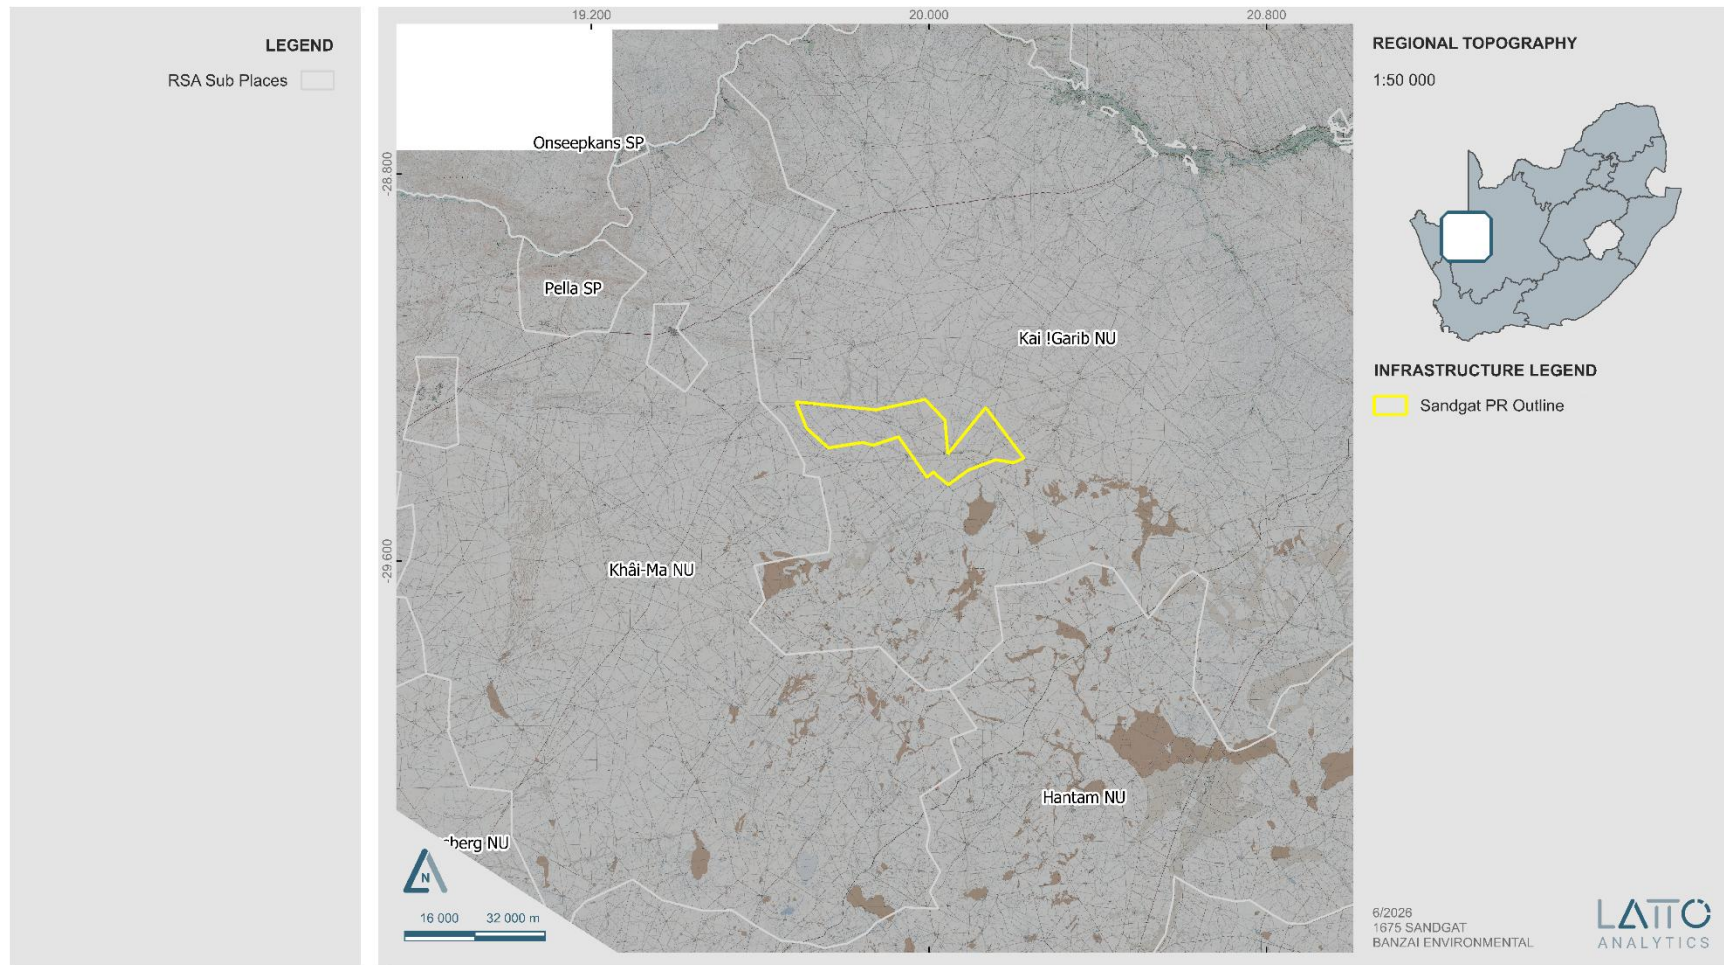 LEGEND
RSA Sub Places
19.200
20.000
20.800
-28.800
-29.600
Onseepkans SP
Pella SP
Kai !Garib NU
Khâi-Ma NU
Hantam NU
sberg NU
N
16 000
32 000 m
REGIONAL TOPOGRAPHY
1:50 000
INFRASTRUCTURE LEGEND
Sandgat PR Outline
6/2026
1675 SANDGAT
BANZAI ENVIRONMENTAL
LATTO
ANALYTICS